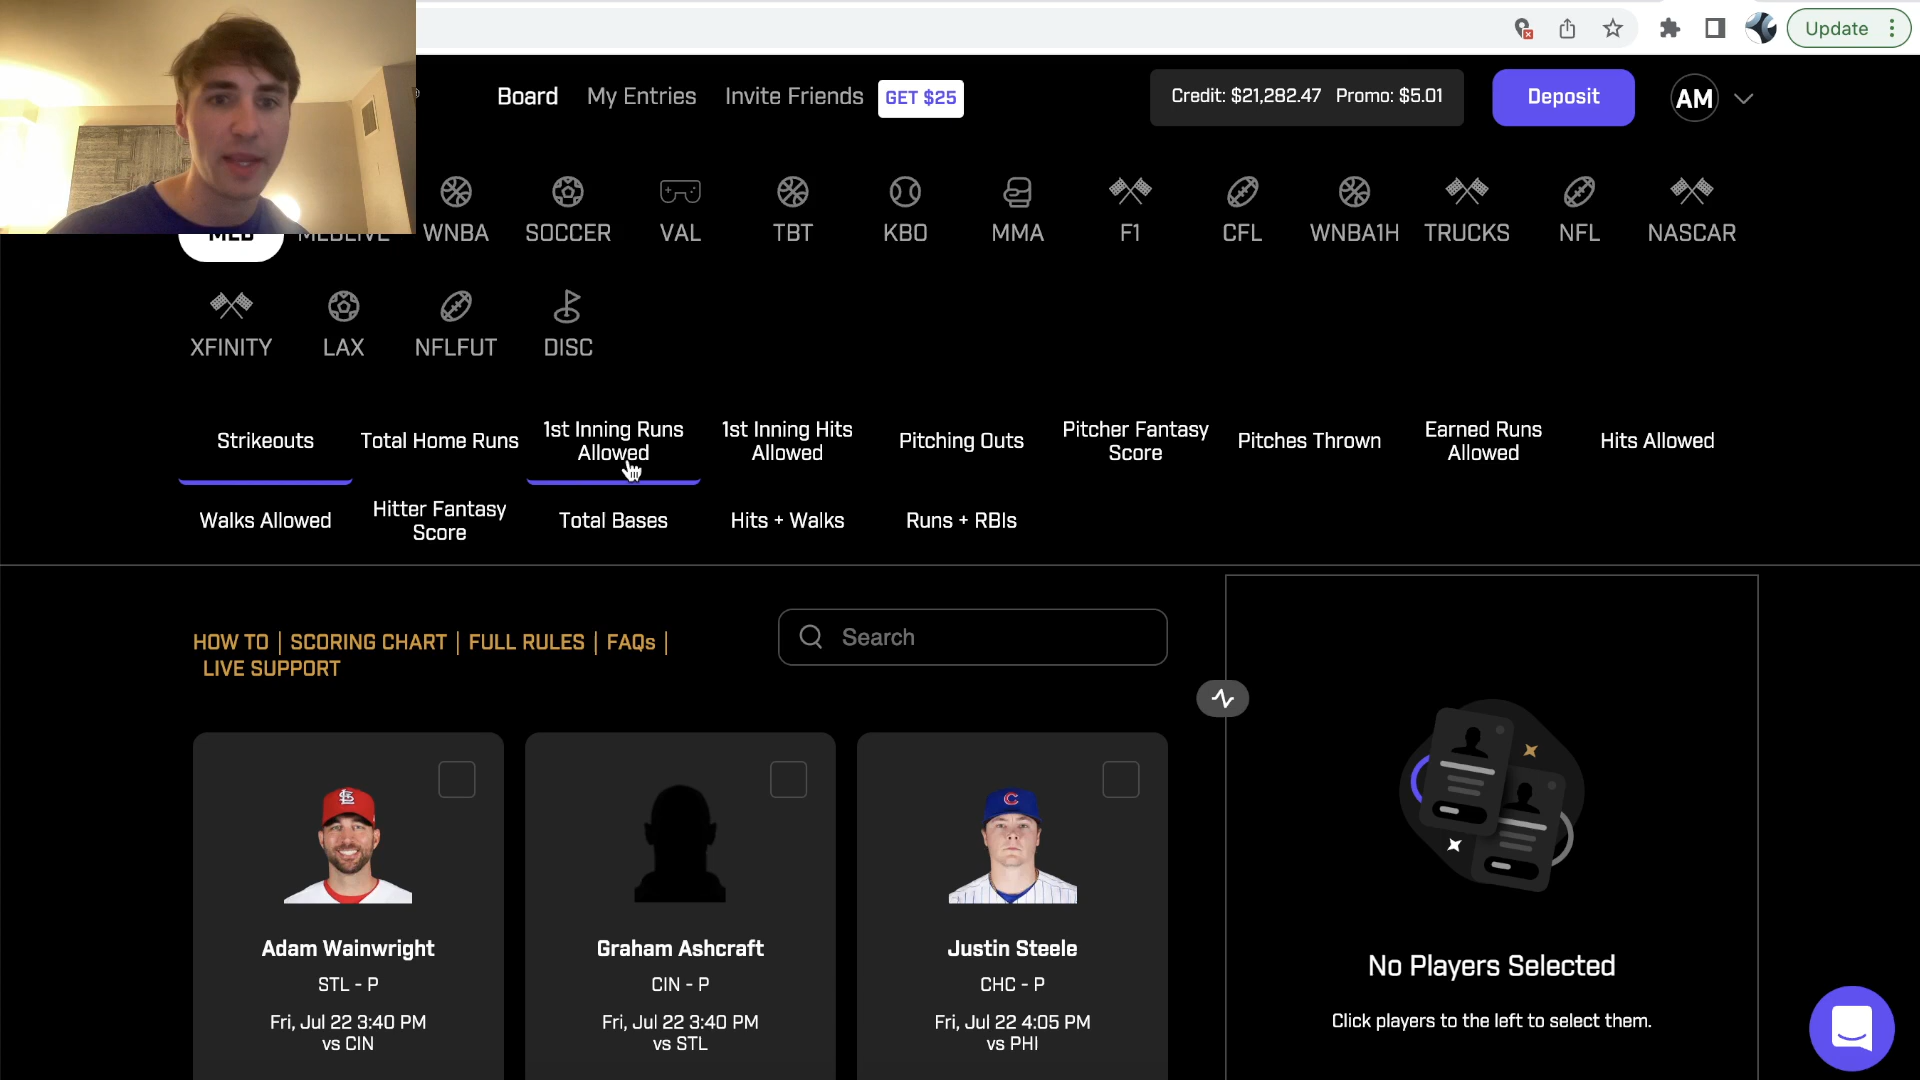 Update
Board My Entries Invite Friends GET $25
Credit: $21,282.47 Promo: $5.01
Deposit
AM
MLB MLBLIVE WNBA SOCCER VAL TBT KBO MMA F1 CFL WNBA1H TRUCKS NFL NASCAR
XFINITY LAX NFLFUT DISC
Strikeouts
Total Home Runs
1st Inning Runs
Allowed
1st Inning Hits
Allowed
Pitching Outs
Pitcher Fantasy
Score
Pitches Thrown
Earned Runs
Allowed
Hits Allowed
Walks Allowed
Hitter Fantasy
Score
Total Bases
Hits + Walks
Runs + RBIs
HOW TO | SCORING CHART | FULL RULES | FAQs |
LIVE SUPPORT
Search
Adam Wainwright
STL - P
Fri, Jul 22 3:40 PM
vs CIN
Graham Ashcraft
CIN - P
Fri, Jul 22 3:40 PM
vs STL
Justin Steele
CHC - P
Fri, Jul 22 4:05 PM
vs PHI
No Players Selected
Click players to the left to select them.